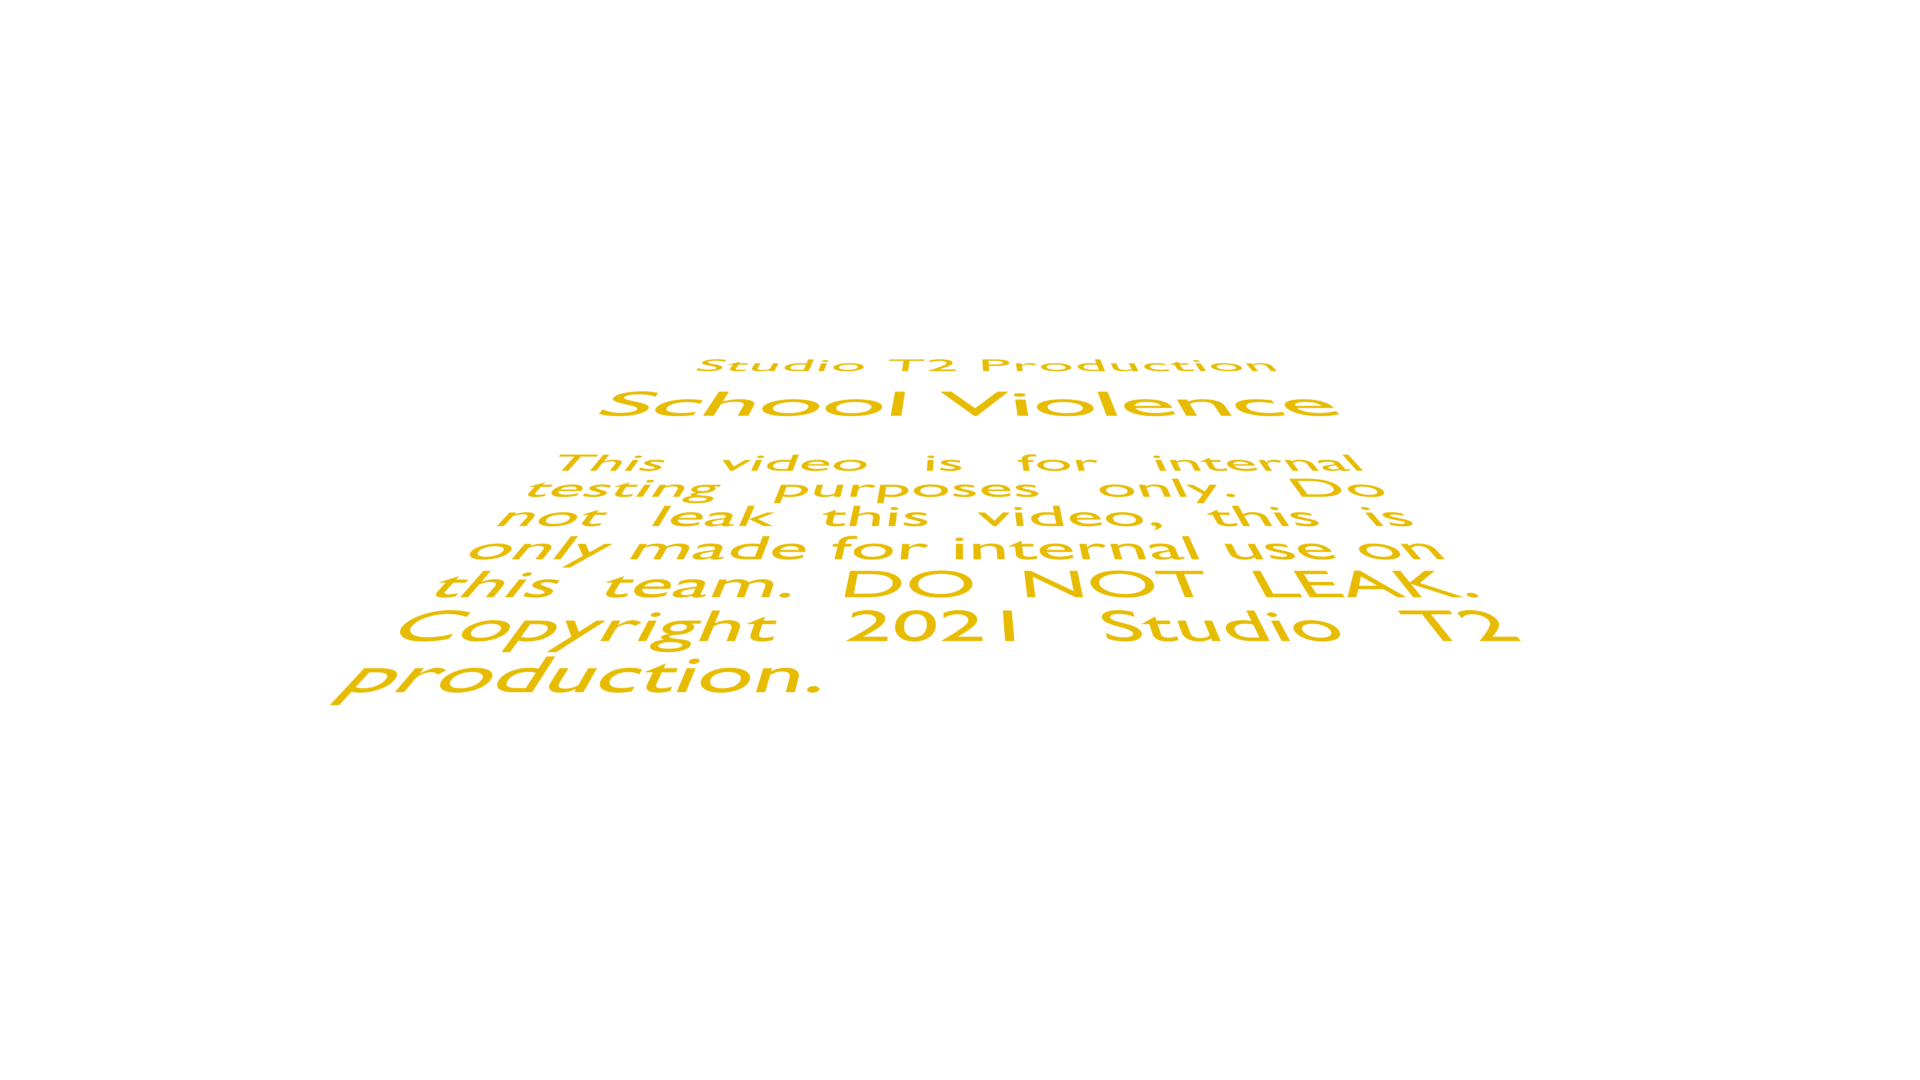 Studio T2 Production
School Violence
This video is for internal
testing purposes only. Do
not leak this video, this is
only made for internal use on
this team. DO NOT LEAK.
Copyright 2021 Studio T2
production.